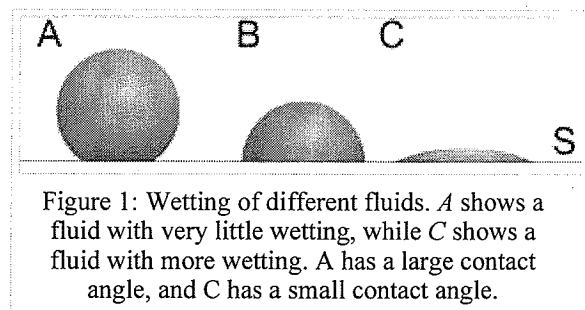 A B C
S
Figure 1: Wetting of different fluids. A shows a
fluid with very little wetting, while C shows a
fluid with more wetting. A has a large contact
angle, and C has a small contact angle.